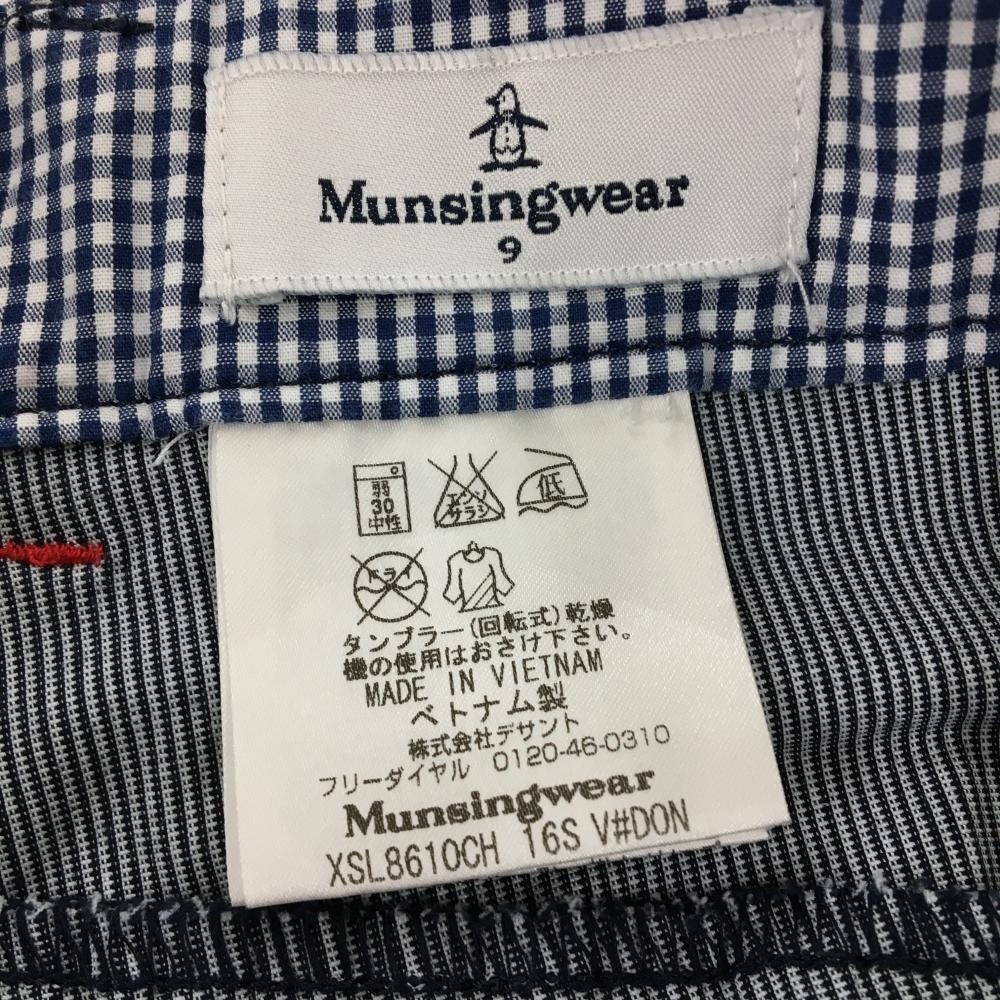 Munsingwear
9
弱
30
中性
エンソ
サラシ
低
ドライ
タンブラー(回転式)乾燥
機の使用はおさけ下さい。
MADE IN VIETNAM
ベトナム製
株式会社デサント
フリーダイヤル 0120-46-0310
Munsingwear
XSL8610CH 16S V#DON